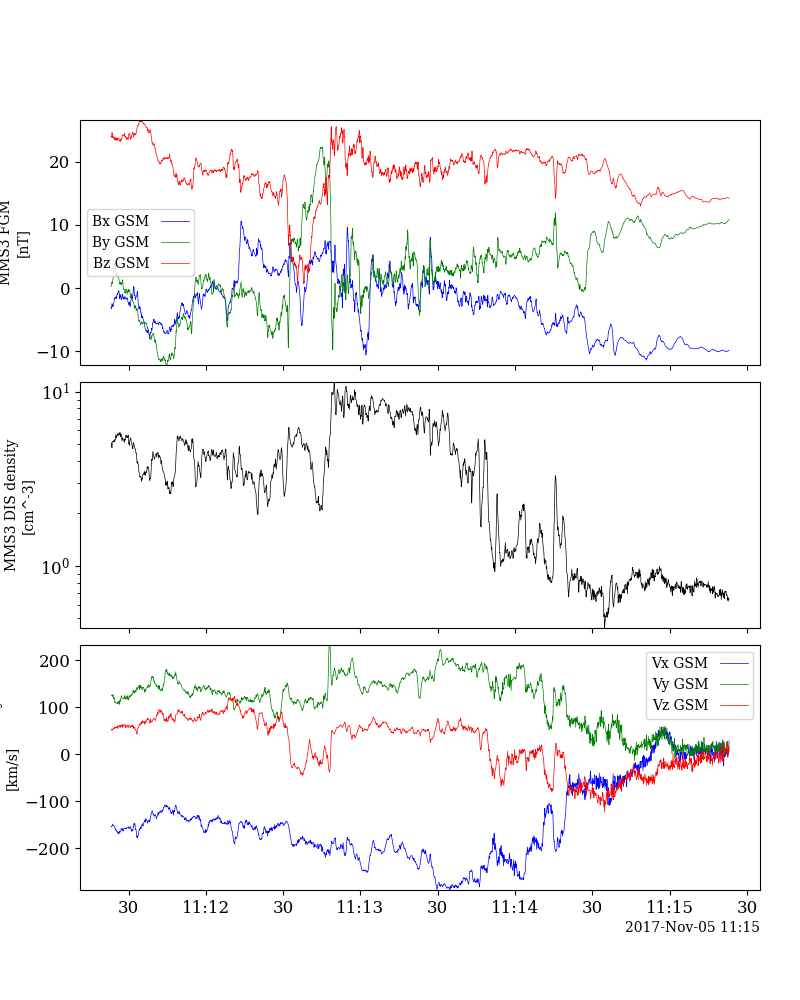 MMS3 FGM
[nT]
20
10
0
−10
Bx GSM
By GSM
Bz GSM
MMS3 DIS density
[cm^-3]
10^1
10^0
[km/s]
200
100
0
−100
−200
Vx GSM
Vy GSM
Vz GSM
30 11:12 30 11:13 30 11:14 30 11:15 30
2017-Nov-05 11:15